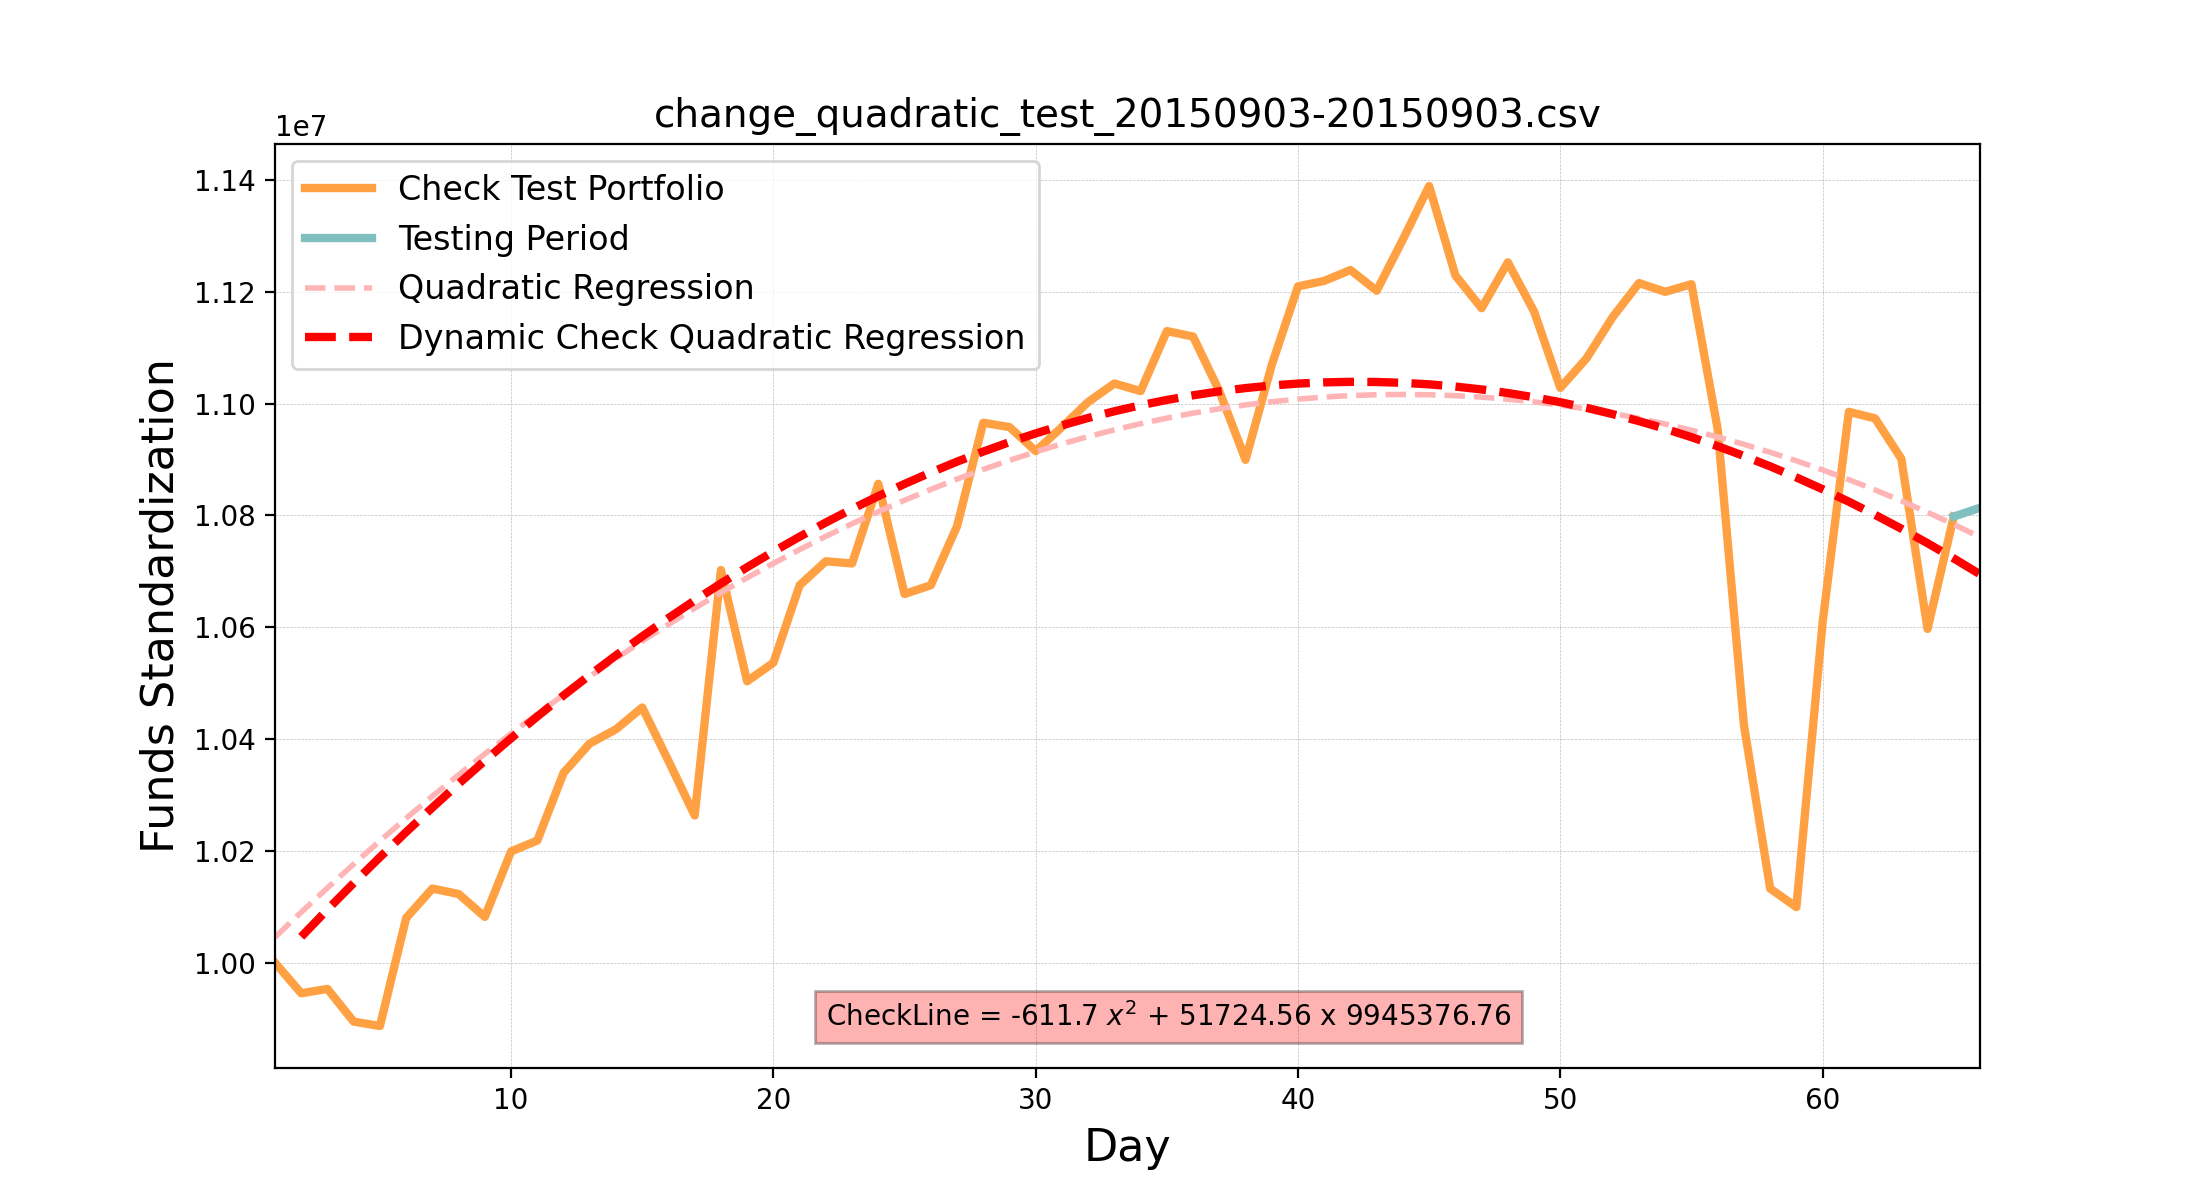 change_quadratic_test_20150903-20150903.csv
1e7
Check Test Portfolio
Testing Period
Quadratic Regression
Dynamic Check Quadratic Regression
1.14
1.12
1.10
1.08
1.06
1.04
1.02
1.00
Funds Standardization
CheckLine = -611.7 x² + 51724.56 x 9945376.76
10 20 30 40 50 60
Day